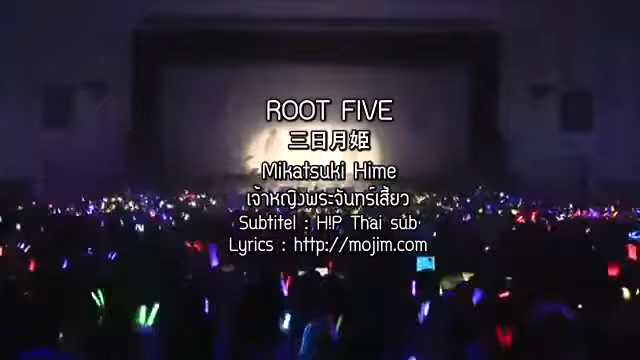 ROOT FIVE
三日月姫
Mikatsuki Hime
เจ้าหญิงพระจันทร์เสี้ยว
Subtitel : H!P Thai sub
Lyrics : http://mojim.com